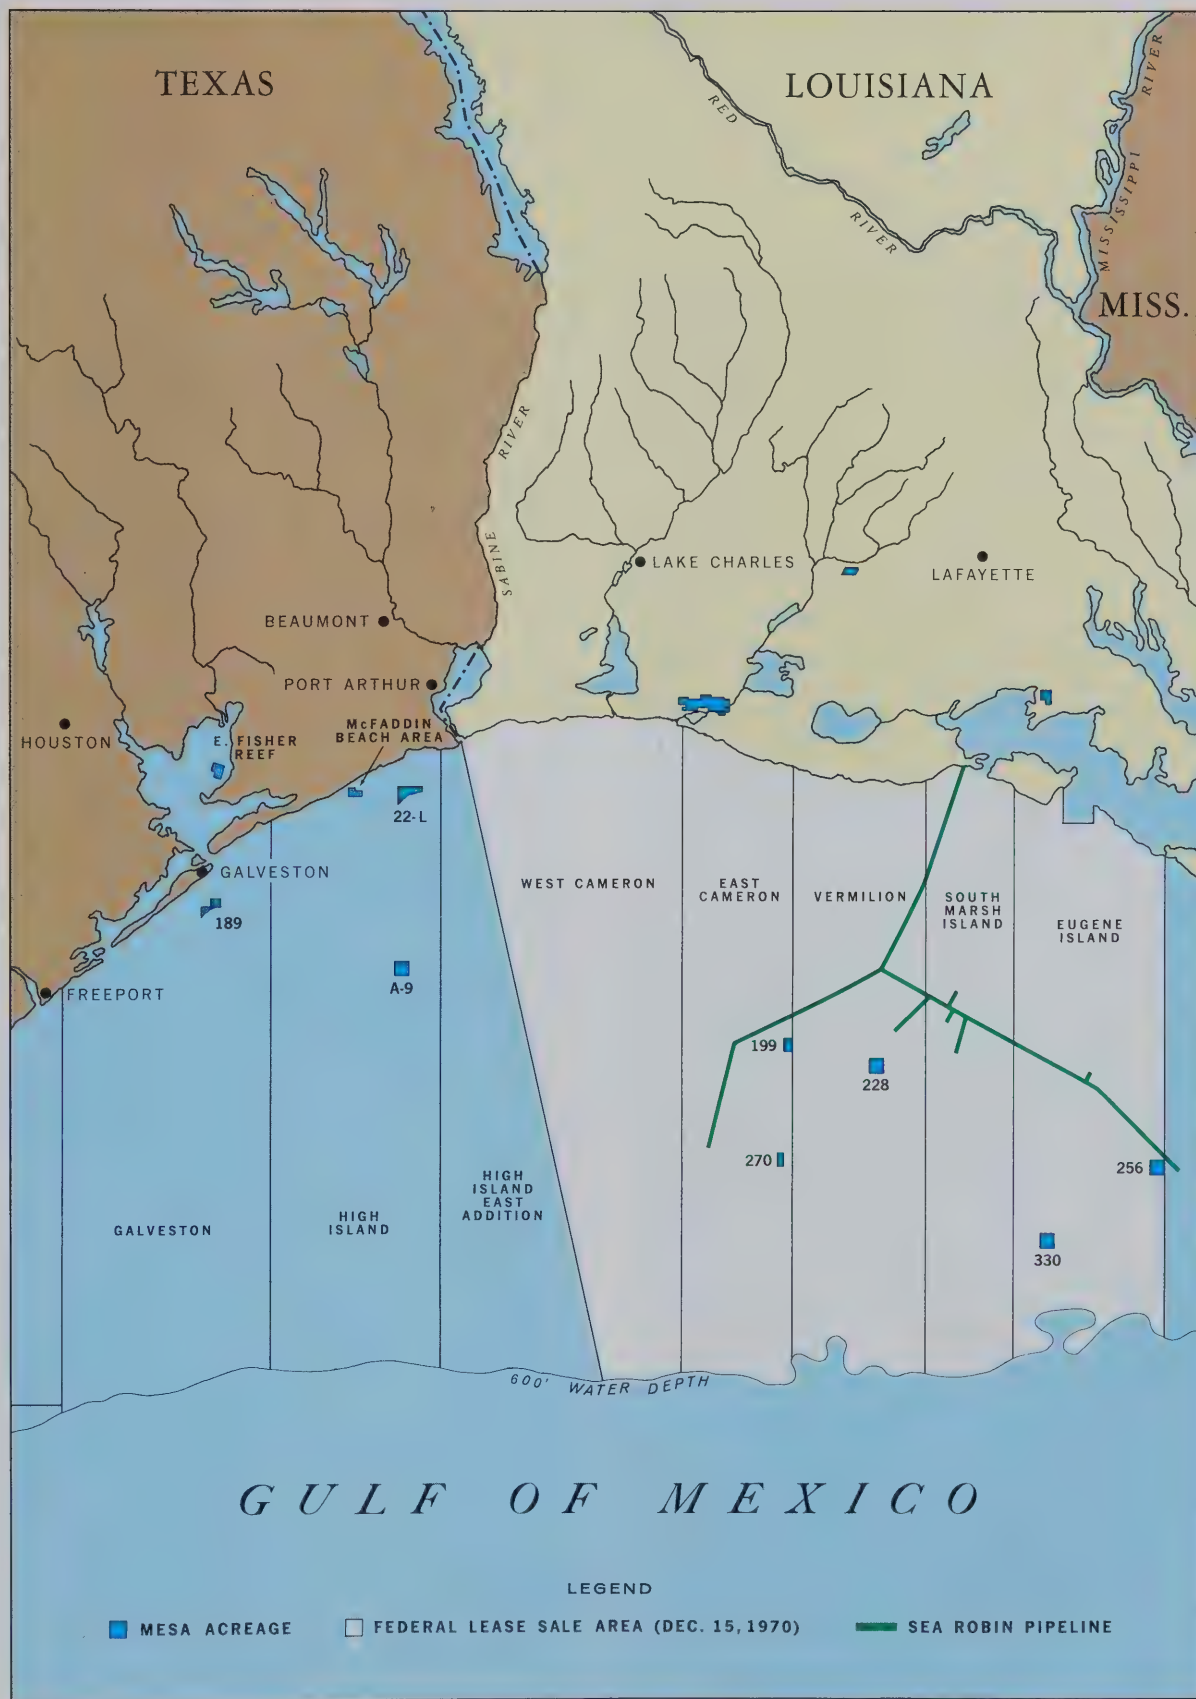 TEXAS
LOUISIANA
RED
RIVER
MISSISSIPPI RIVER
MISS.
SABINE RIVER
LAKE CHARLES
LAFAYETTE
BEAUMONT
PORT ARTHUR
HOUSTON
E. FISHER
REEF
McFADDIN
BEACH AREA
22-L
GALVESTON
189
FREEPORT
A-9
WEST CAMERON
EAST
CAMERON
VERMILION
SOUTH
MARSH
ISLAND
EUGENE
ISLAND
199
228
270
256
330
GALVESTON
HIGH
ISLAND
HIGH
ISLAND
EAST
ADDITION
600' WATER DEPTH
GULF OF MEXICO
LEGEND
MESA ACREAGE
FEDERAL LEASE SALE AREA (DEC. 15, 1970)
SEA ROBIN PIPELINE